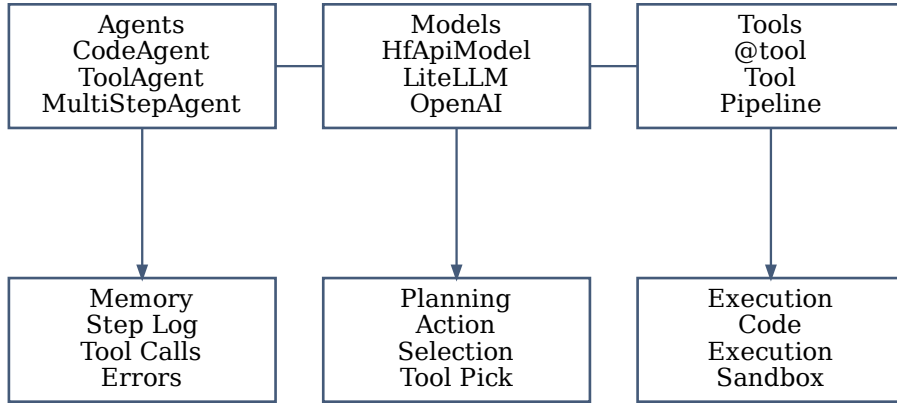 Agents
CodeAgent
ToolAgent
MultiStepAgent
Models
HfApiModel
LiteLLM
OpenAI
Tools
@tool
Tool
Pipeline
Memory
Step Log
Tool Calls
Errors
Planning
Action
Selection
Tool Pick
Execution
Code
Execution
Sandbox